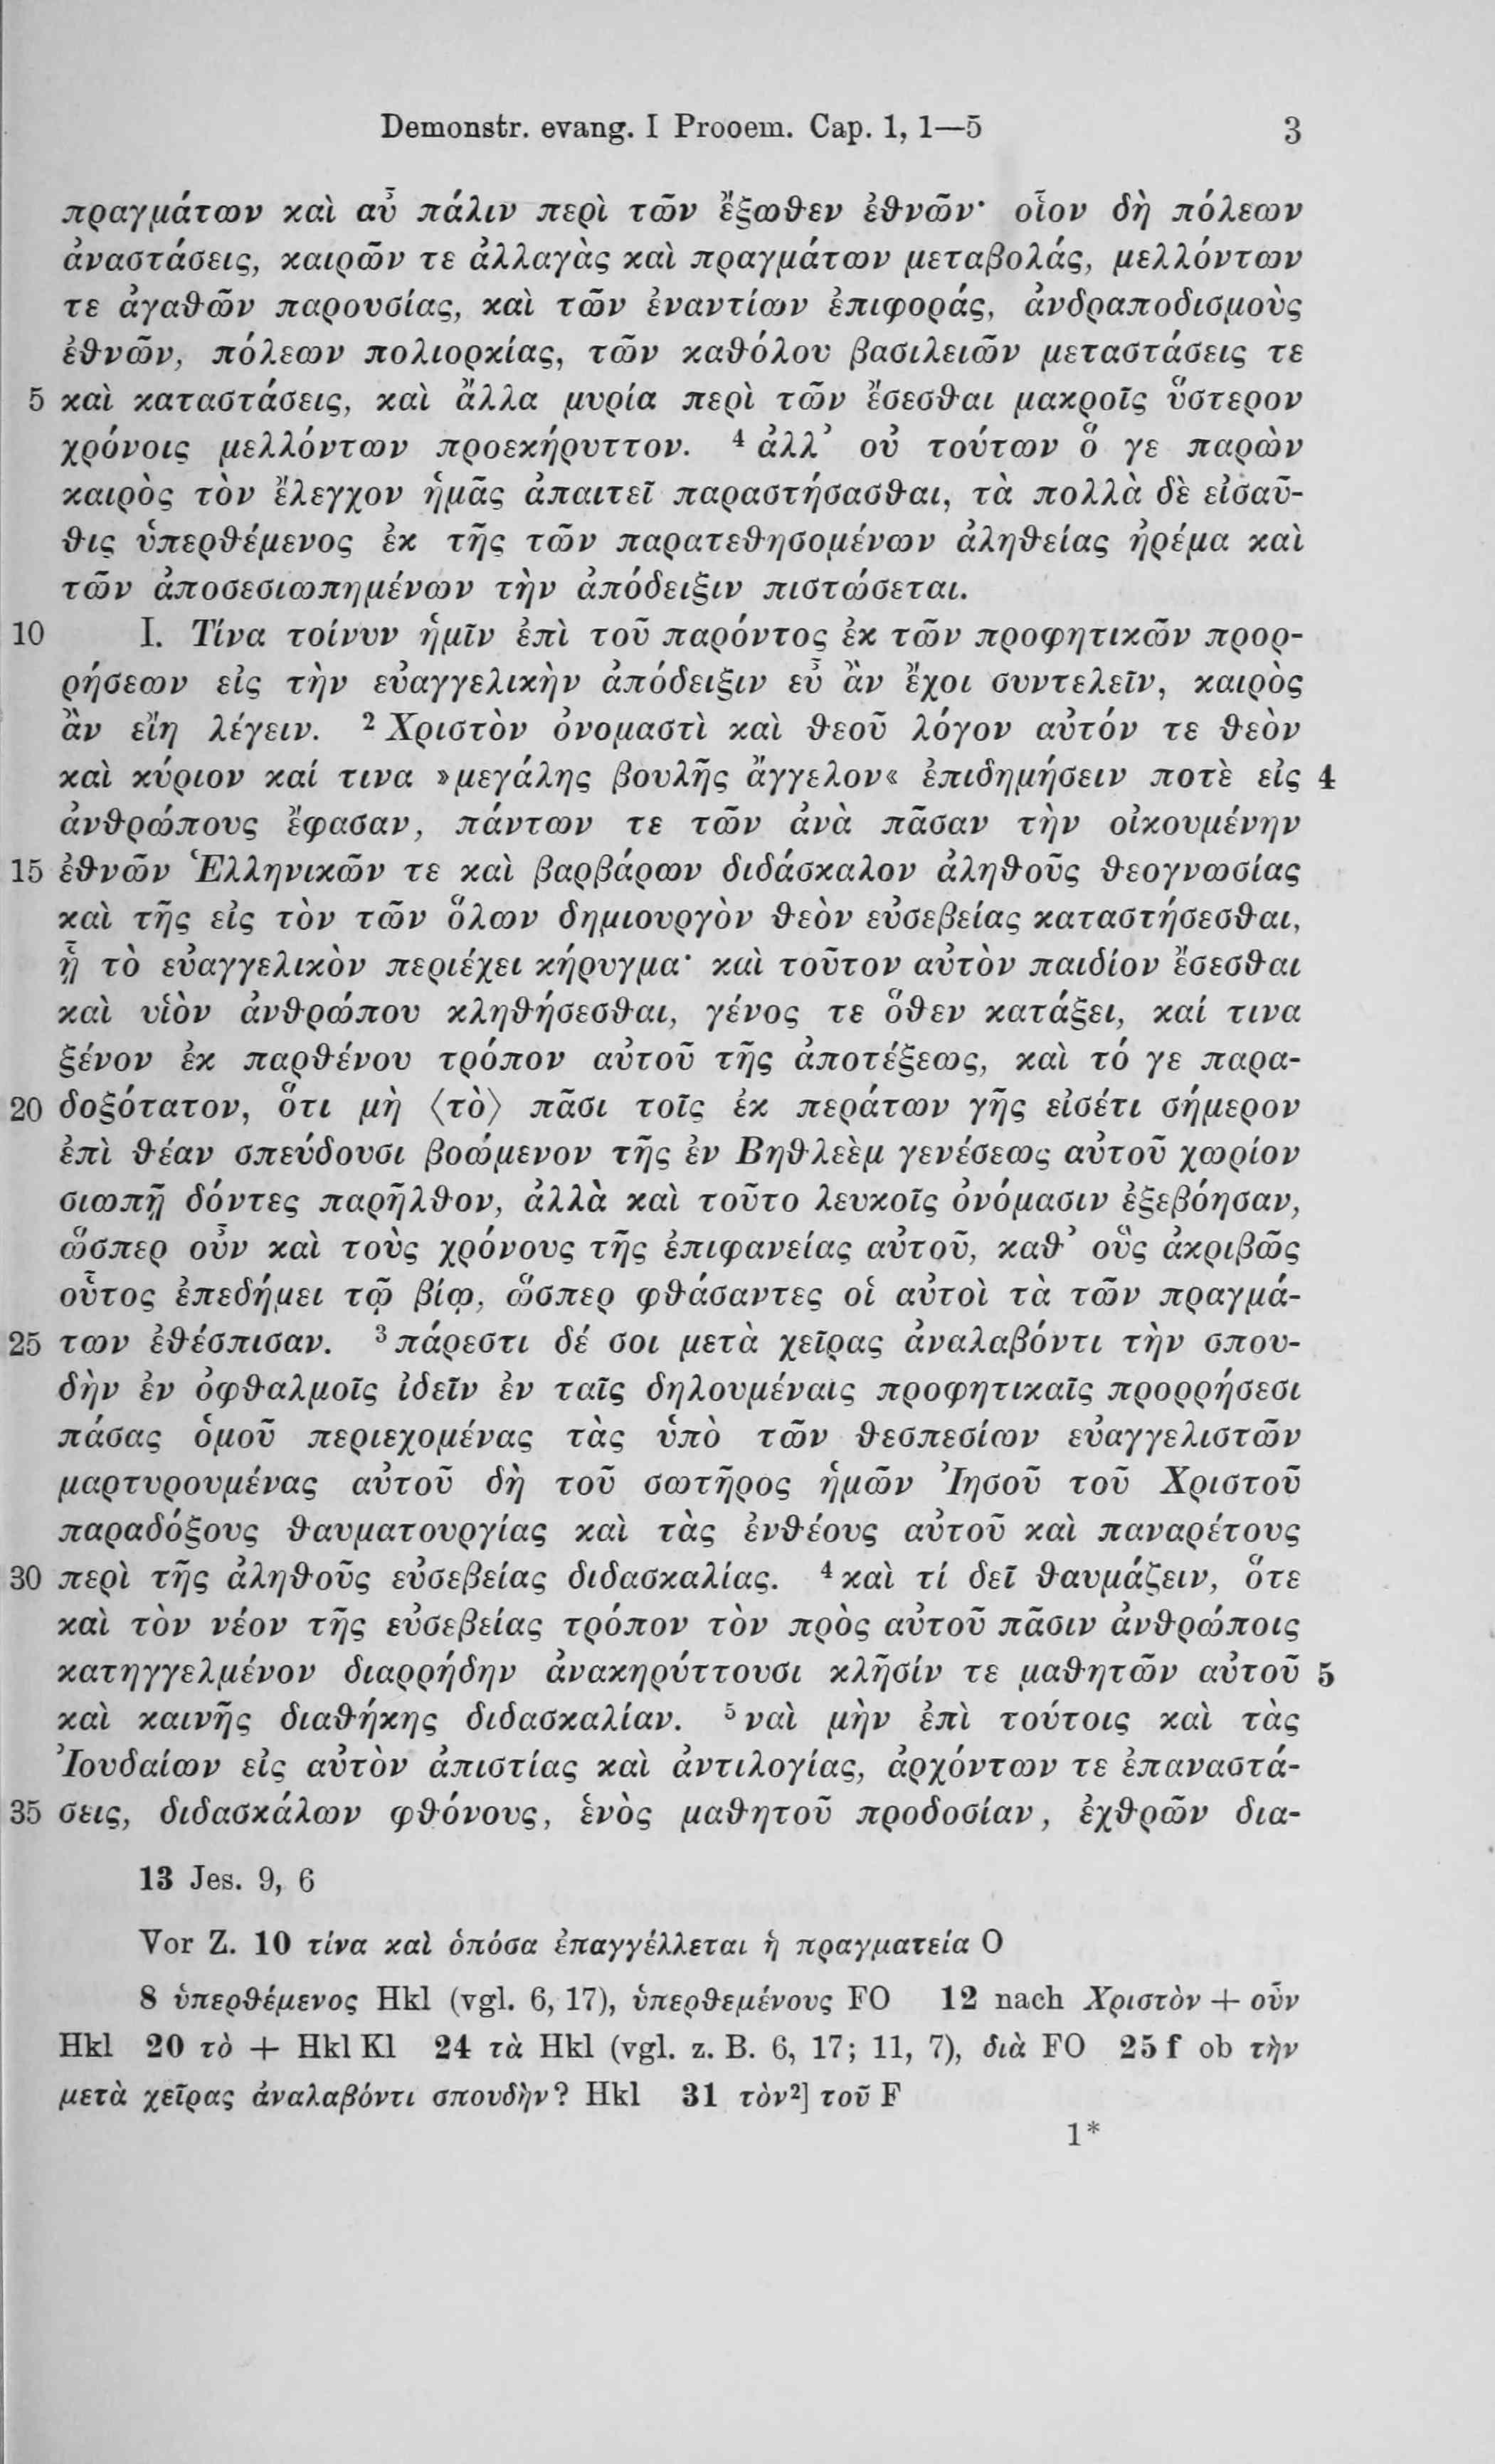 Demonstr. evang. I Prooem. Cap. 1, 1—5 3
πραγμάτων καὶ αὖ πάλιν περὶ τῶν ἔξωθεν ἐθνῶν· οἷον δὴ πόλεων
ἀναστάσεις, καιρῶν τε ἀλλαγὰς καὶ πραγμάτων μεταβολάς, μελλόντων
τε ἀγαθῶν παρουσίας, καὶ τῶν ἐναντίων ἐπιφοράς, ἀνδραποδισμοὺς
ἐθνῶν, πόλεων πολιορκίας, τῶν καθόλου βασιλειῶν μεταστάσεις τε
5 καὶ καταστάσεις, καὶ ἄλλα μυρία περὶ τῶν ἔσεσθαι μακροῖς ὕστερον
χρόνοις μελλόντων προεκήρυττον. ⁴ ἀλλ’ οὐ τούτων ὅ γε παρὼν
καιρὸς τὸν ἔλεγχον ἡμᾶς ἀπαιτεῖ παραστήσασθαι, τὰ πολλὰ δὲ εἰσαῦ-
θις ὑπερθέμενος ἐκ τῆς τῶν παρατεθησομένων ἀληθείας ἠρέμα καὶ
τῶν ἀποσεσιωπημένων τὴν ἀπόδειξιν πιστώσεται.
10 I. Τίνα τοίνυν ἡμῖν ἐπὶ τοῦ παρόντος ἐκ τῶν προφητικῶν προρ-
ρήσεων εἰς τὴν εὐαγγελικὴν ἀπόδειξιν εὖ ἂν ἔχοι συντελεῖν, καιρὸς
ἂν εἴη λέγειν. ² Χριστὸν ὀνομαστὶ καὶ θεοῦ λόγον αὐτόν τε θεὸν
καὶ κύριον καί τινα »μεγάλης βουλῆς ἄγγελον« ἐπιδημήσειν ποτὲ εἰς 4
ἀνθρώπους ἔφασαν, πάντων τε τῶν ἀνὰ πᾶσαν τὴν οἰκουμένην
15 ἐθνῶν Ἑλληνικῶν τε καὶ βαρβάρων διδάσκαλον ἀληθοῦς θεογνωσίας
καὶ τῆς εἰς τὸν τῶν ὅλων δημιουργὸν θεὸν εὐσεβείας καταστήσεσθαι,
ᾗ τὸ εὐαγγελικὸν περιέχει κήρυγμα· καὶ τοῦτον αὐτὸν παιδίον ἔσεσθαι
καὶ υἱὸν ἀνθρώπου κληθήσεσθαι, γένος τε ὅθεν κατάξει, καί τινα
ξένον ἐκ παρθένου τρόπον αὐτοῦ τῆς ἀποτέξεως, καὶ τό γε παρα-
20 δοξότατον, ὅτι μὴ ⟨τὸ⟩ πᾶσι τοῖς ἐκ περάτων γῆς εἰσέτι σήμερον
ἐπὶ θέαν σπεύδουσι βοώμενον τῆς ἐν Βηθλεὲμ γενέσεως αὐτοῦ χωρίον
σιωπῇ δόντες παρῆλθον, ἀλλὰ καὶ τοῦτο λευκοῖς ὀνόμασιν ἐξεβόησαν,
ὥσπερ οὖν καὶ τοὺς χρόνους τῆς ἐπιφανείας αὐτοῦ, καθ’ οὓς ἀκριβῶς
οὗτος ἐπεδήμει τῷ βίῳ, ὥσπερ φθάσαντες οἱ αὐτοὶ τὰ τῶν πραγμά-
25 των ἐθέσπισαν. ³ πάρεστι δέ σοι μετὰ χεῖρας ἀναλαβόντι τὴν σπου-
δὴν ἐν ὀφθαλμοῖς ἰδεῖν ἐν ταῖς δηλουμέναις προφητικαῖς προρρήσεσι
πάσας ὁμοῦ περιεχομένας τὰς ὑπὸ τῶν θεσπεσίων εὐαγγελιστῶν
μαρτυρουμένας αὐτοῦ δὴ τοῦ σωτῆρος ἡμῶν Ἰησοῦ τοῦ Χριστοῦ
παραδόξους θαυματουργίας καὶ τὰς ἐνθέους αὐτοῦ καὶ παναρέτους
30 περὶ τῆς ἀληθοῦς εὐσεβείας διδασκαλίας. ⁴ καὶ τί δεῖ θαυμάζειν, ὅτε
καὶ τὸν νέον τῆς εὐσεβείας τρόπον τὸν πρὸς αὐτοῦ πᾶσιν ἀνθρώποις
κατηγγελμένον διαρρήδην ἀνακηρύττουσι κλῆσίν τε μαθητῶν αὐτοῦ 5
καὶ καινῆς διαθήκης διδασκαλίαν. ⁵ ναὶ μὴν ἐπὶ τούτοις καὶ τὰς
Ἰουδαίων εἰς αὐτὸν ἀπιστίας καὶ ἀντιλογίας, ἀρχόντων τε ἐπαναστά-
35 σεις, διδασκάλων φθόνους, ἑνὸς μαθητοῦ προδοσίαν, ἐχθρῶν δια-
13 Jes. 9, 6
Vor Z. 10 τίνα καὶ ὁπόσα ἐπαγγέλλεται ἡ πραγματεία O
8 ὑπερθέμενος Hkl (vgl. 6, 17), ὑπερθεμένους FO 12 nach Χριστὸν + οὖν
Hkl 20 τὸ + Hkl Kl 24 τὰ Hkl (vgl. z. B. 6, 17; 11, 7), διὰ FO 25 f ob τὴν
μετὰ χεῖρας ἀναλαβόντι σπουδὴν? Hkl 31 τὸν²] τοῦ F
1*